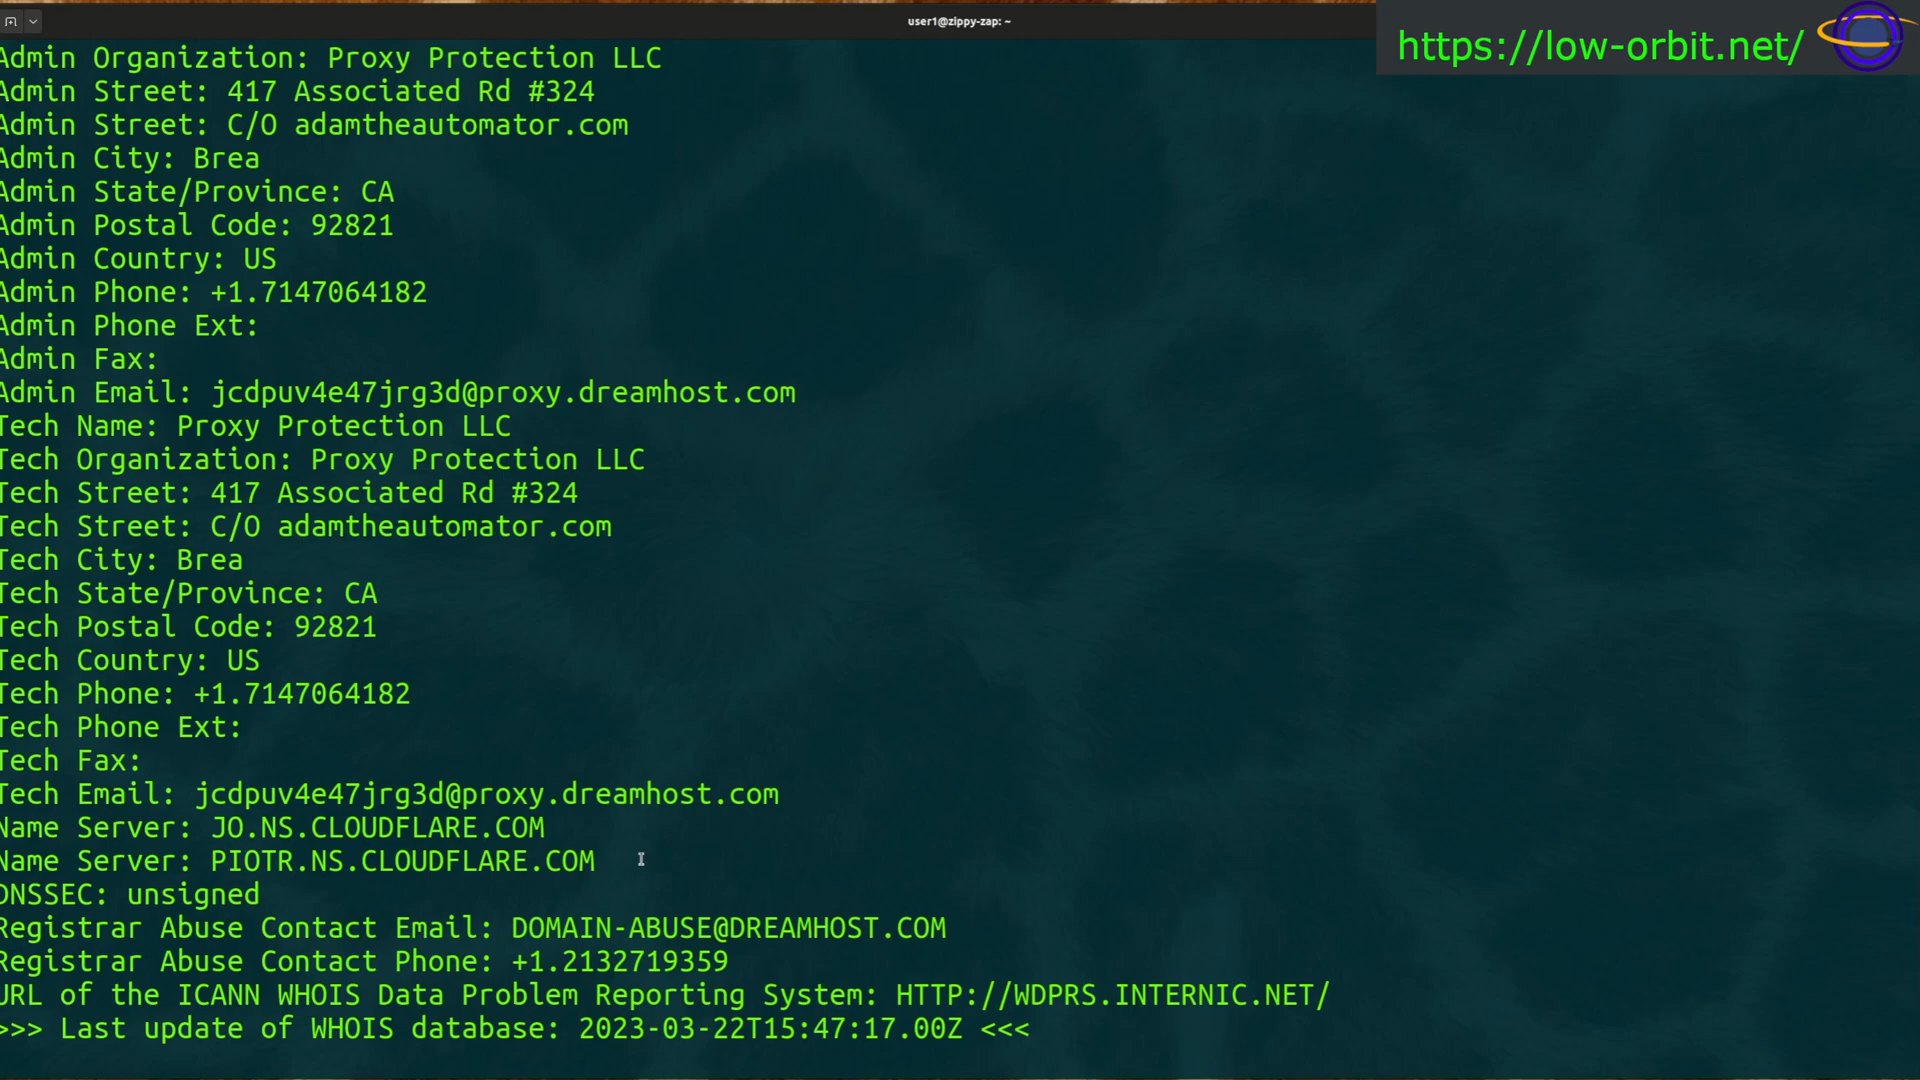 user1@zippy-zap: ~
https://low-orbit.net/
Admin Organization: Proxy Protection LLC
Admin Street: 417 Associated Rd #324
Admin Street: C/O adamtheautomator.com
Admin City: Brea
Admin State/Province: CA
Admin Postal Code: 92821
Admin Country: US
Admin Phone: +1.7147064182
Admin Phone Ext:
Admin Fax:
Admin Email: jcdpuv4e47jrg3d@proxy.dreamhost.com
Tech Name: Proxy Protection LLC
Tech Organization: Proxy Protection LLC
Tech Street: 417 Associated Rd #324
Tech Street: C/O adamtheautomator.com
Tech City: Brea
Tech State/Province: CA
Tech Postal Code: 92821
Tech Country: US
Tech Phone: +1.7147064182
Tech Phone Ext:
Tech Fax:
Tech Email: jcdpuv4e47jrg3d@proxy.dreamhost.com
Name Server: JO.NS.CLOUDFLARE.COM
Name Server: PIOTR.NS.CLOUDFLARE.COM
DNSSEC: unsigned
Registrar Abuse Contact Email: DOMAIN-ABUSE@DREAMHOST.COM
Registrar Abuse Contact Phone: +1.2132719359
URL of the ICANN WHOIS Data Problem Reporting System: HTTP://WDPRS.INTERNIC.NET/
>>> Last update of WHOIS database: 2023-03-22T15:47:17.00Z <<<